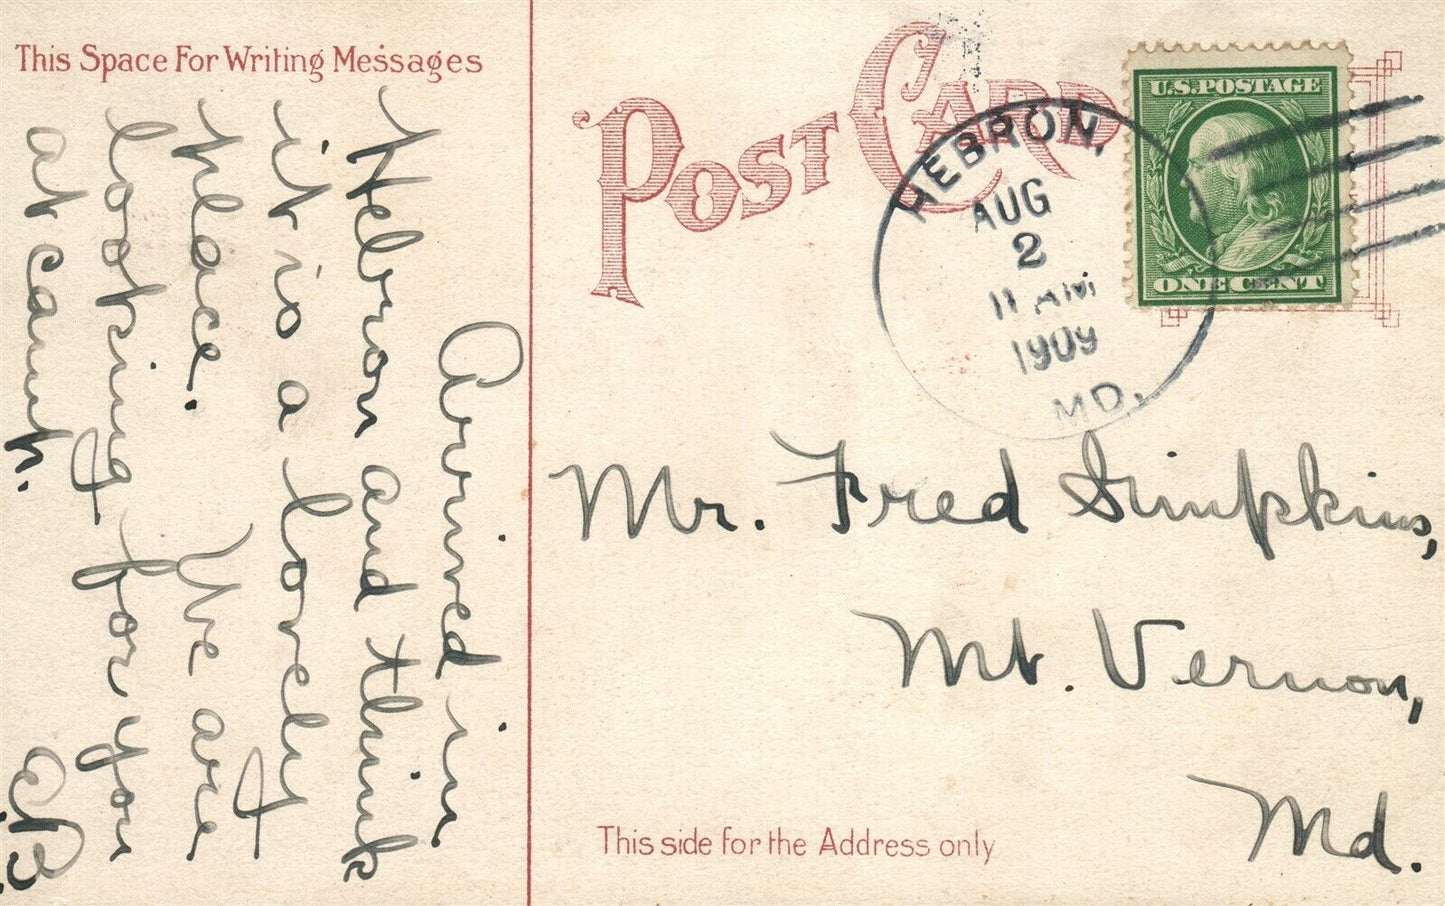 This Space For Writing Messages
Arrived in
Hebron and think
it is a lovely
place. We are
looking for you
at camp.
POST CARD
HEBRON,
AUG
2
11 AM
1909
MD.
U.S. POSTAGE
ONE CENT
Mr. Fred Simpkins,
Mt. Vernon,
Md.
This side for the Address only